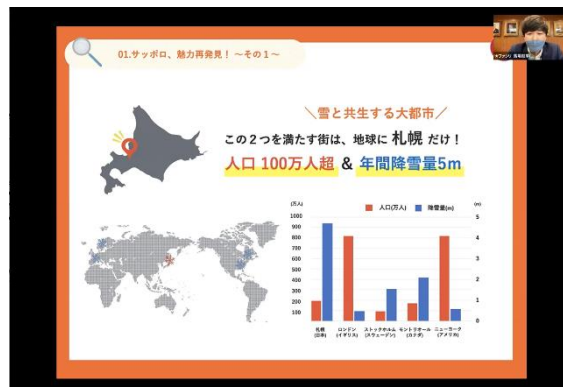 01.サッポロ、魅力再発見！ ～その１～
＼雪と共生する大都市／
この２つを満たす街は、地球に 札幌 だけ！
人口 100万人超 & 年間降雪量5m
(万人)
人口(万人)
降雪量(m)
(m)
1000
900
800
700
600
500
400
300
200
100
5
4
3
2
1
0
札幌
(日本)
ロンドン
(イギリス)
ストックホルム
(スウェーデン)
モントリオール
(カナダ)
ニューヨーク
(アメリカ)